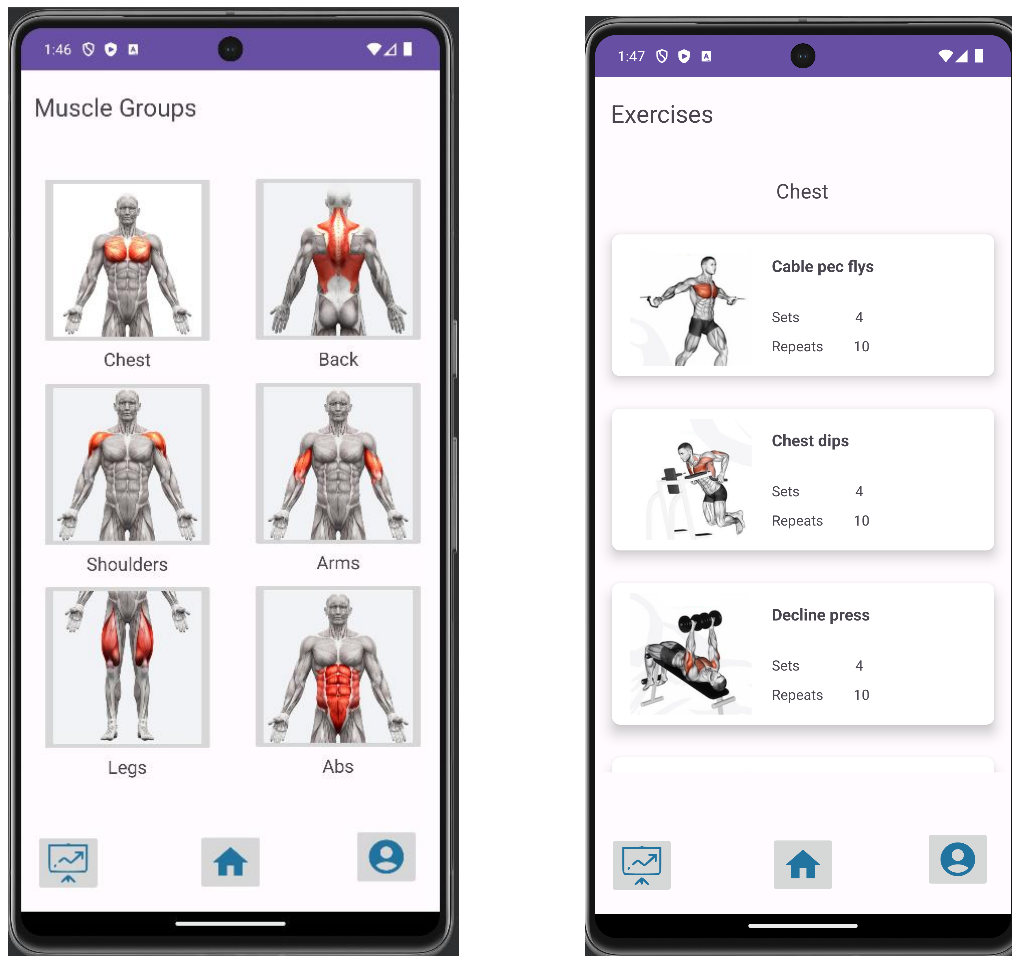 1:46
Muscle Groups
Chest
Back
Shoulders
Arms
Legs
Abs
1:47
Exercises
Chest
Cable pec flys
Sets 4
Repeats 10
Chest dips
Sets 4
Repeats 10
Decline press
Sets 4
Repeats 10